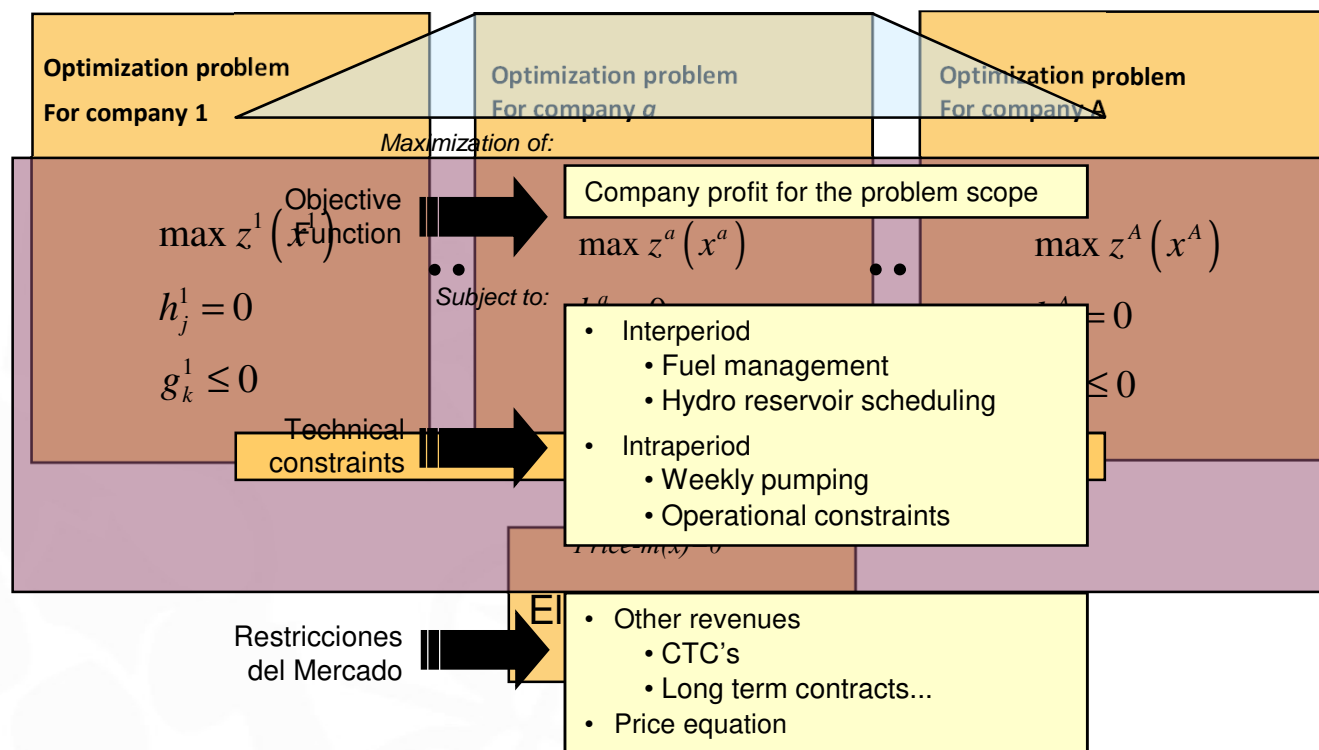 Optimization problem
For company 1
Optimization problem
For company a
Optimization problem
For company A
Maximization of:
Objective
Function
Company profit for the problem scope
max z^1 (x^1)
max z^a (x^a)
max z^A (x^A)
Subject to:
h_j^1 = 0
= 0
g_k^1 ≤ 0
≤ 0
• Interperiod
• Fuel management
• Hydro reservoir scheduling
Technical
constraints
• Intraperiod
• Weekly pumping
• Operational constraints
El
Restricciones
del Mercado
• Other revenues
• CTC's
• Long term contracts...
• Price equation